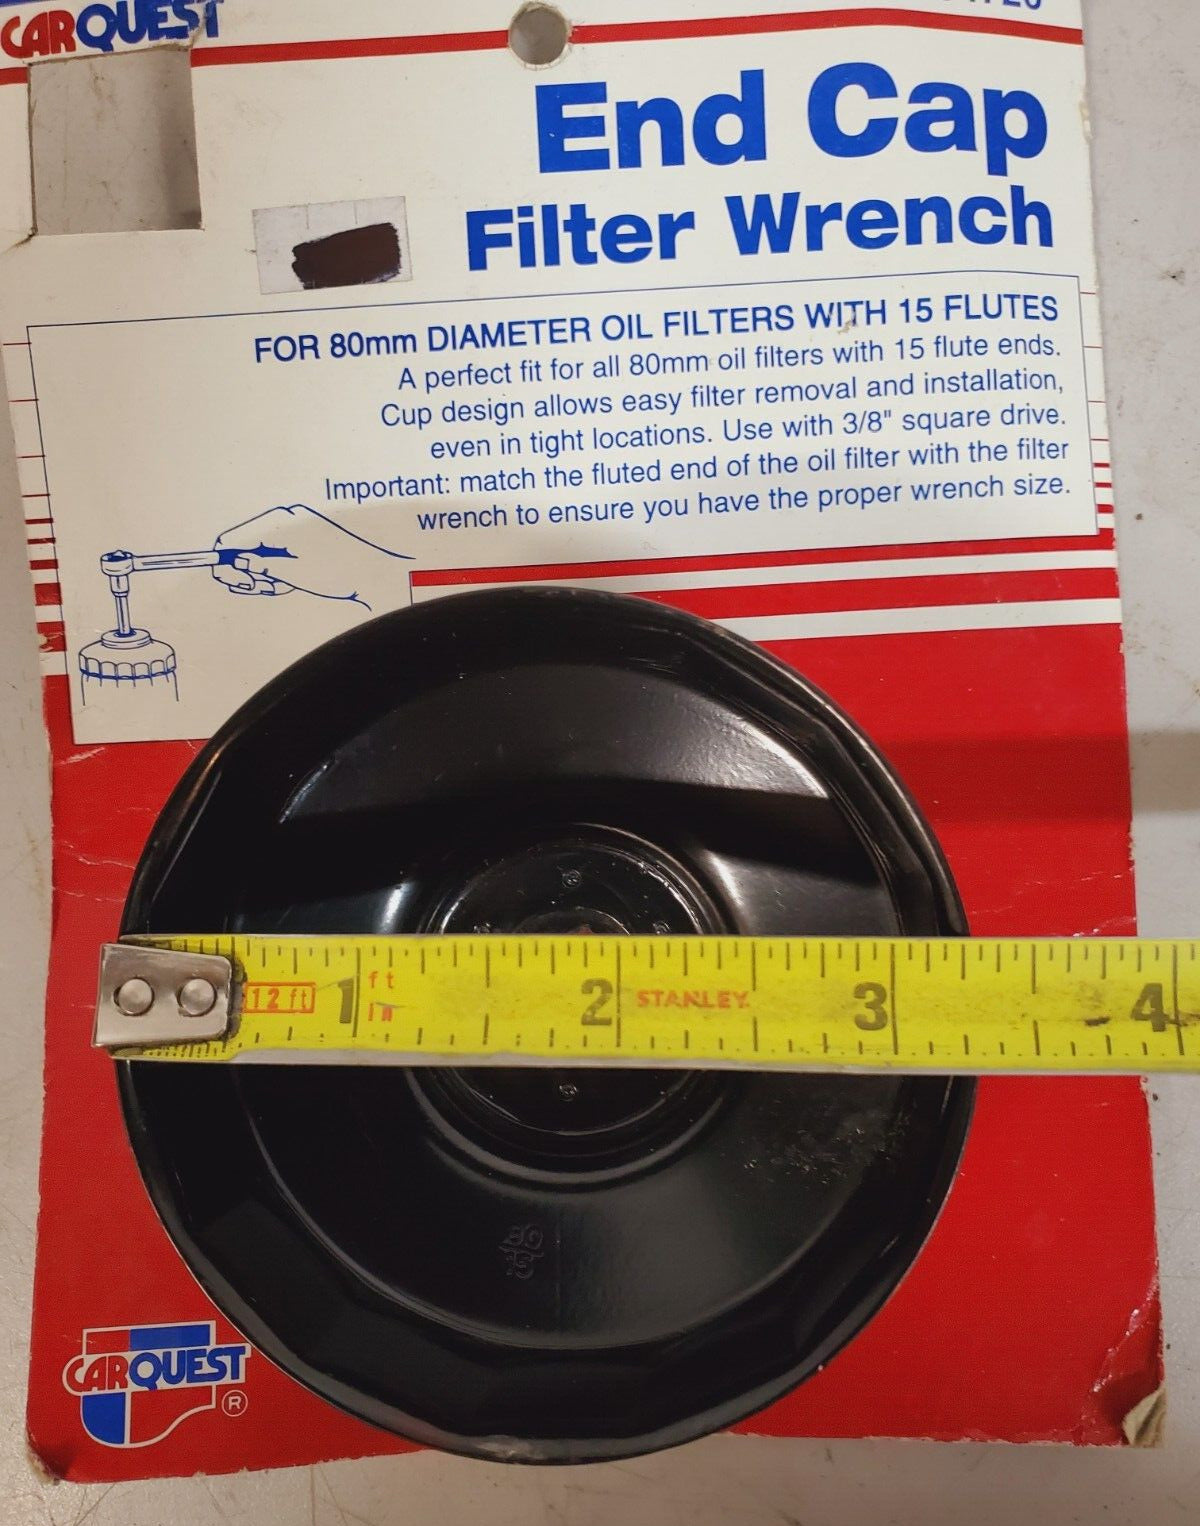 CARQUEST
End Cap
Filter Wrench
FOR 80mm DIAMETER OIL FILTERS WITH 15 FLUTES
A perfect fit for all 80mm oil filters with 15 flute ends.
Cup design allows easy filter removal and installation,
even in tight locations. Use with 3/8" square drive.
Important: match the fluted end of the oil filter with the filter
wrench to ensure you have the proper wrench size.
12 ft 1 ft in 2 STANLEY 3 4
80
15
CARQUEST®